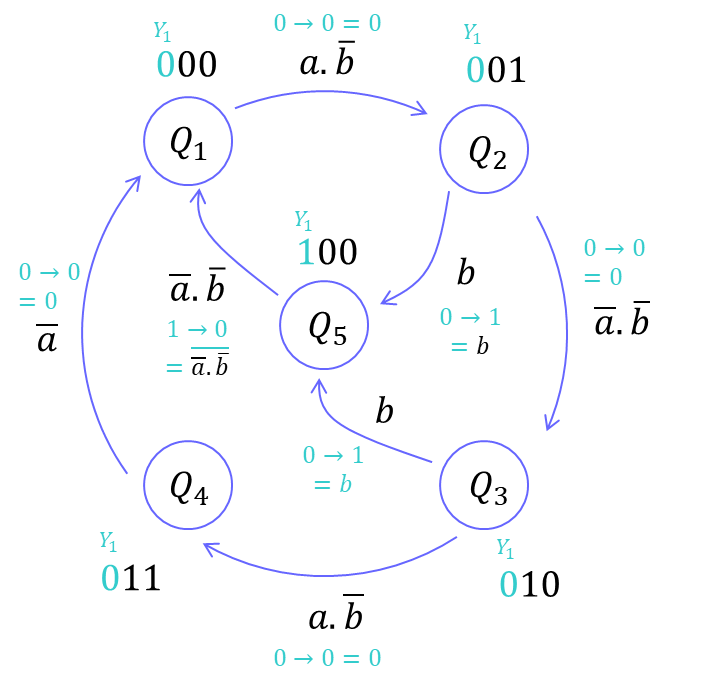 0 → 0 = 0
Y₁
000
a.b̅
Y₁
001
Q₁
Q₂
Y₁
100
0 → 0
= 0
a̅
a̅.b̅
1 → 0
= \overline{a̅.b̅}
Q₅
b
0 → 1
= b
0 → 0
= 0
a̅.b̅
b
0 → 1
= b
Q₄
Q₃
Y₁
011
Y₁
010
a.b̅
0 → 0 = 0